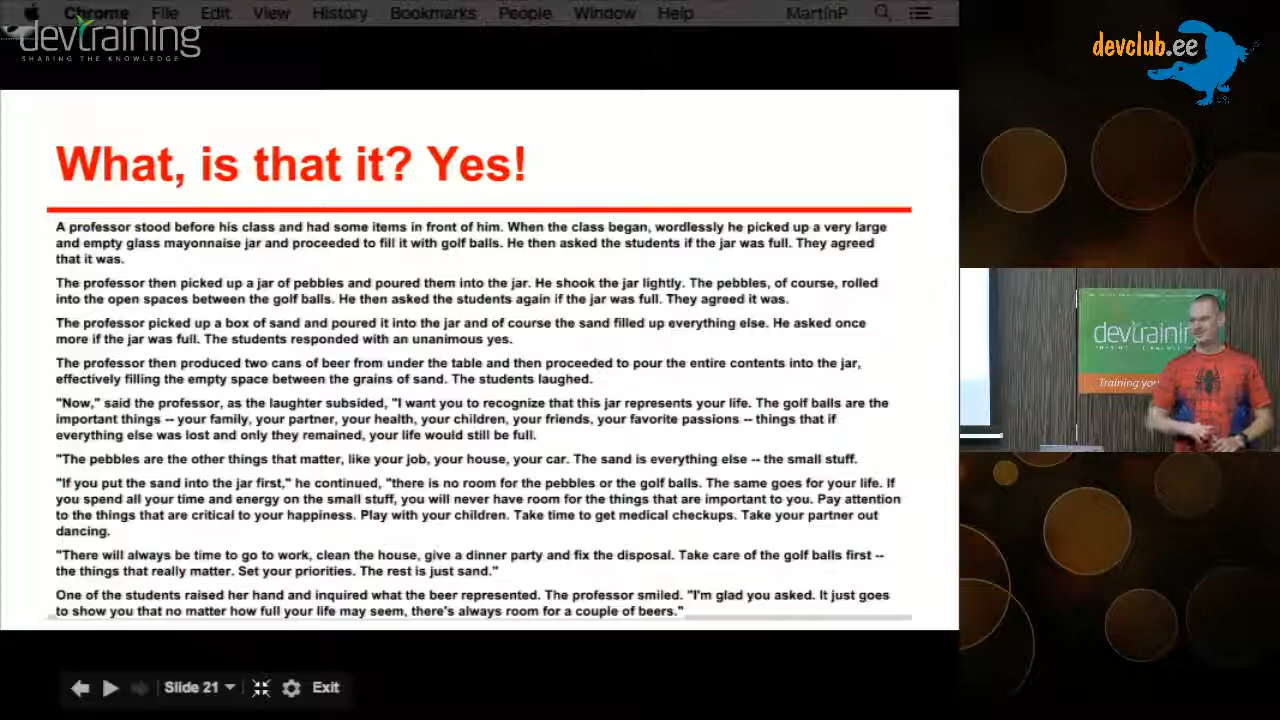 Chrome File Edit View History Bookmarks People Window Help MartinP
devtraining
SHARING THE KNOWLEDGE
devclub.ee
What, is that it? Yes!
A professor stood before his class and had some items in front of him. When the class began, wordlessly he picked up a very large
and empty glass mayonnaise jar and proceeded to fill it with golf balls. He then asked the students if the jar was full. They agreed
that it was.
The professor then picked up a jar of pebbles and poured them into the jar. He shook the jar lightly. The pebbles, of course, rolled
into the open spaces between the golf balls. He then asked the students again if the jar was full. They agreed it was.
The professor picked up a box of sand and poured it into the jar and of course the sand filled up everything else. He asked once
more if the jar was full. The students responded with an unanimous yes.
The professor then produced two cans of beer from under the table and then proceeded to pour the entire contents into the jar,
effectively filling the empty space between the grains of sand. The students laughed.
"Now," said the professor, as the laughter subsided, "I want you to recognize that this jar represents your life. The golf balls are the
important things -- your family, your partner, your health, your children, your friends, your favorite passions -- things that if
everything else was lost and only they remained, your life would still be full.
"The pebbles are the other things that matter, like your job, your house, your car. The sand is everything else -- the small stuff.
"If you put the sand into the jar first," he continued, "there is no room for the pebbles or the golf balls. The same goes for your life. If
you spend all your time and energy on the small stuff, you will never have room for the things that are important to you. Pay attention
to the things that are critical to your happiness. Play with your children. Take time to get medical checkups. Take your partner out
dancing.
"There will always be time to go to work, clean the house, give a dinner party and fix the disposal. Take care of the golf balls first --
the things that really matter. Set your priorities. The rest is just sand."
One of the students raised her hand and inquired what the beer represented. The professor smiled. "I'm glad you asked. It just goes
to show you that no matter how full your life may seem, there's always room for a couple of beers."
devtrainin
Training yo
Slide 21
Exit